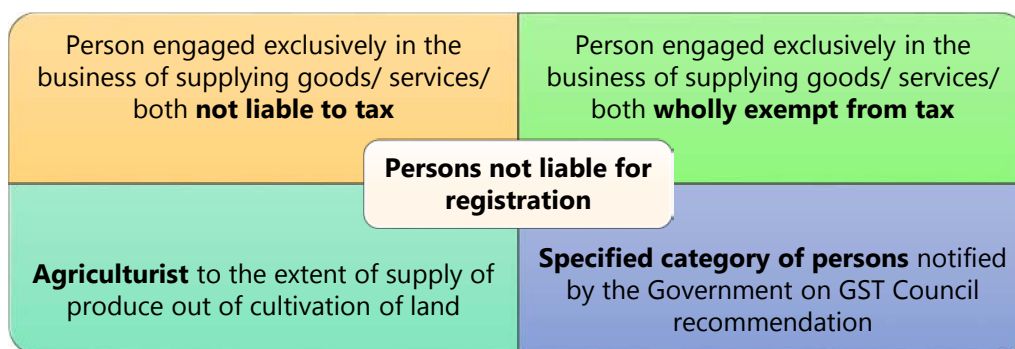 Person engaged exclusively in the
business of supplying goods/ services/
both not liable to tax
Person engaged exclusively in the
business of supplying goods/ services/
both wholly exempt from tax
Persons not liable for
registration
Agriculturist to the extent of supply of
produce out of cultivation of land
Specified category of persons notified
by the Government on GST Council
recommendation